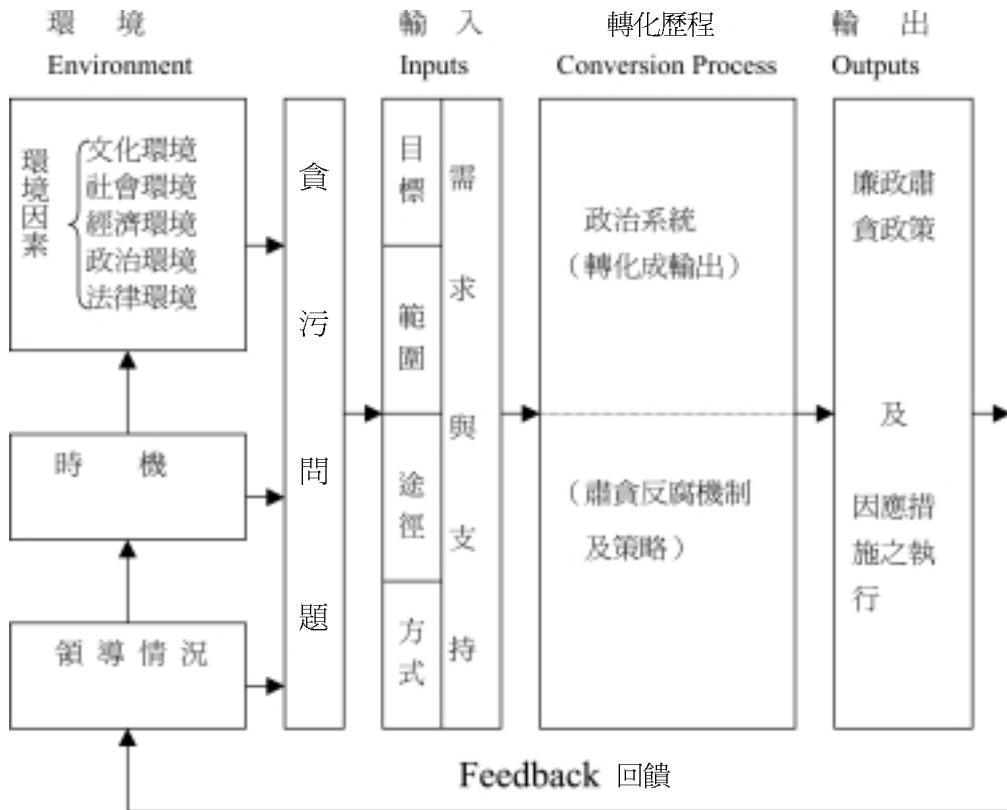 環 境
Environment
輸 入
Inputs
轉化歷程
Conversion Process
輸 出
Outputs
環境因素
文化環境
社會環境
經濟環境
政治環境
法律環境
時 機
領 導 情 況
貪污問題
目標
範圍
途徑
方式
需求與支持
政治系統
（轉化成輸出）
（肅貪反腐機制
及策略）
廉政肅
貪政策
及
因應措
施之執
行
Feedback 回饋